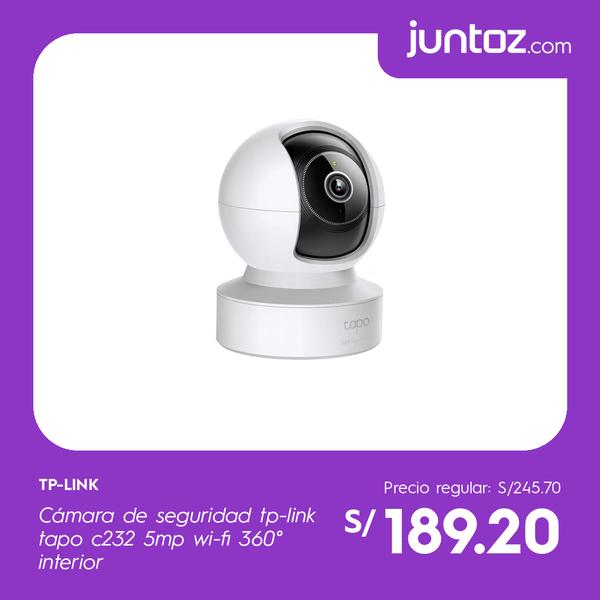 juntoz.com
tapo
TP-LINK
Cámara de seguridad tp-link
tapo c232 5mp wi-fi 360°
interior
Precio regular: S/245.70
S/189.20